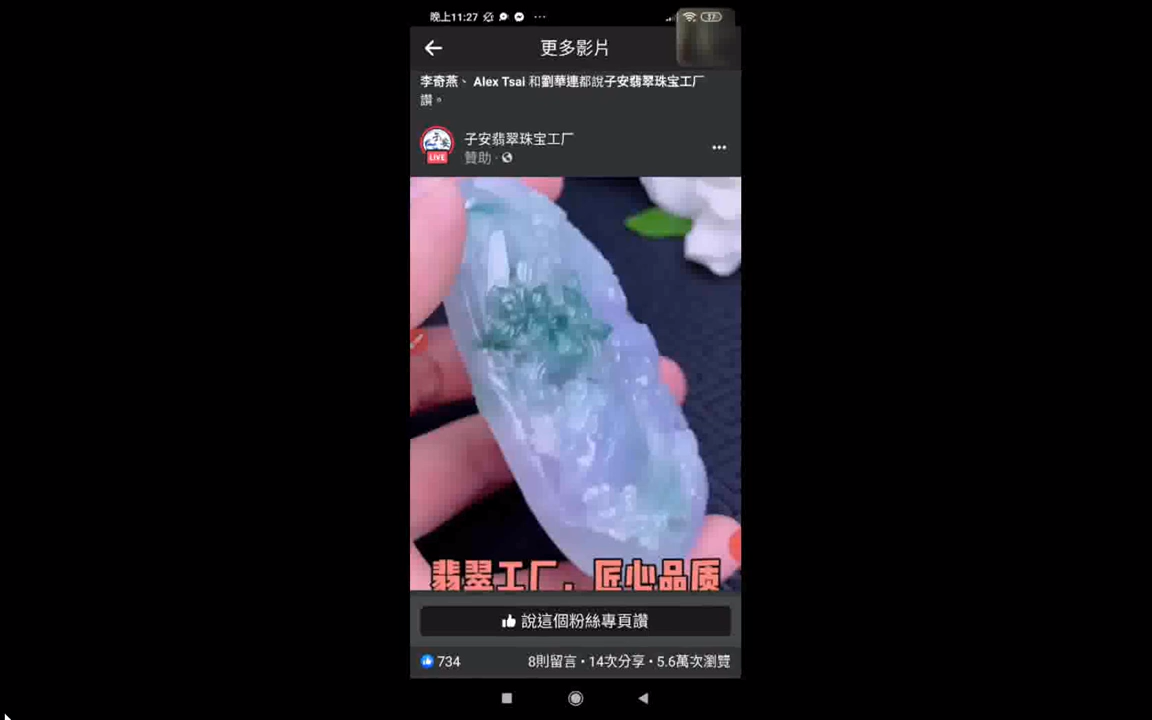 晚上11:27
37
更多影片
李奇燕、 Alex Tsai 和劉華連都說子安翡翠珠宝工厂
讚。
子安翡翠珠宝工厂
LIVE
贊助
翡翠工厂,匠心品质
說這個粉絲專頁讚
734
8則留言 • 14次分享 • 5.6萬次瀏覽